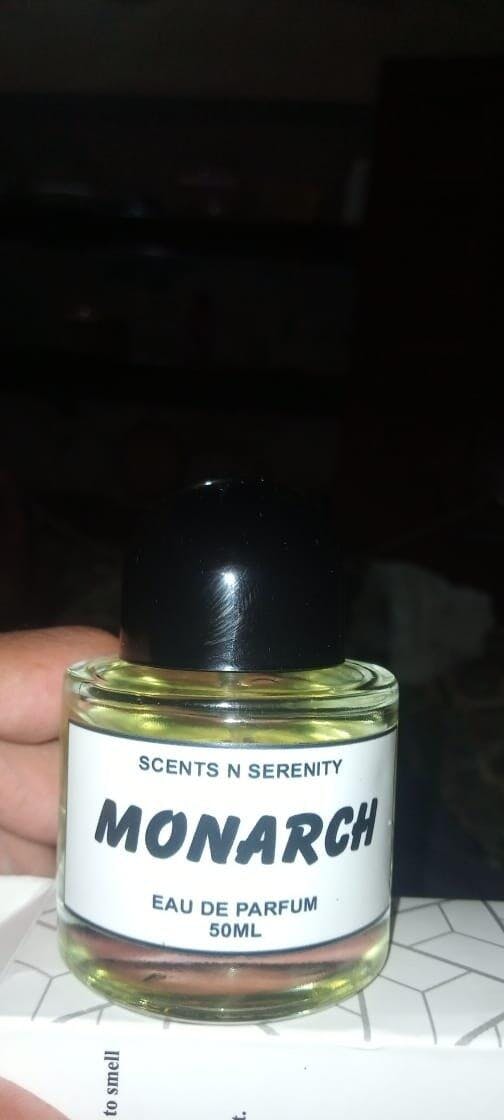 SCENTS N SERENITY
MONARCH
EAU DE PARFUM
50ML
to smell
t.